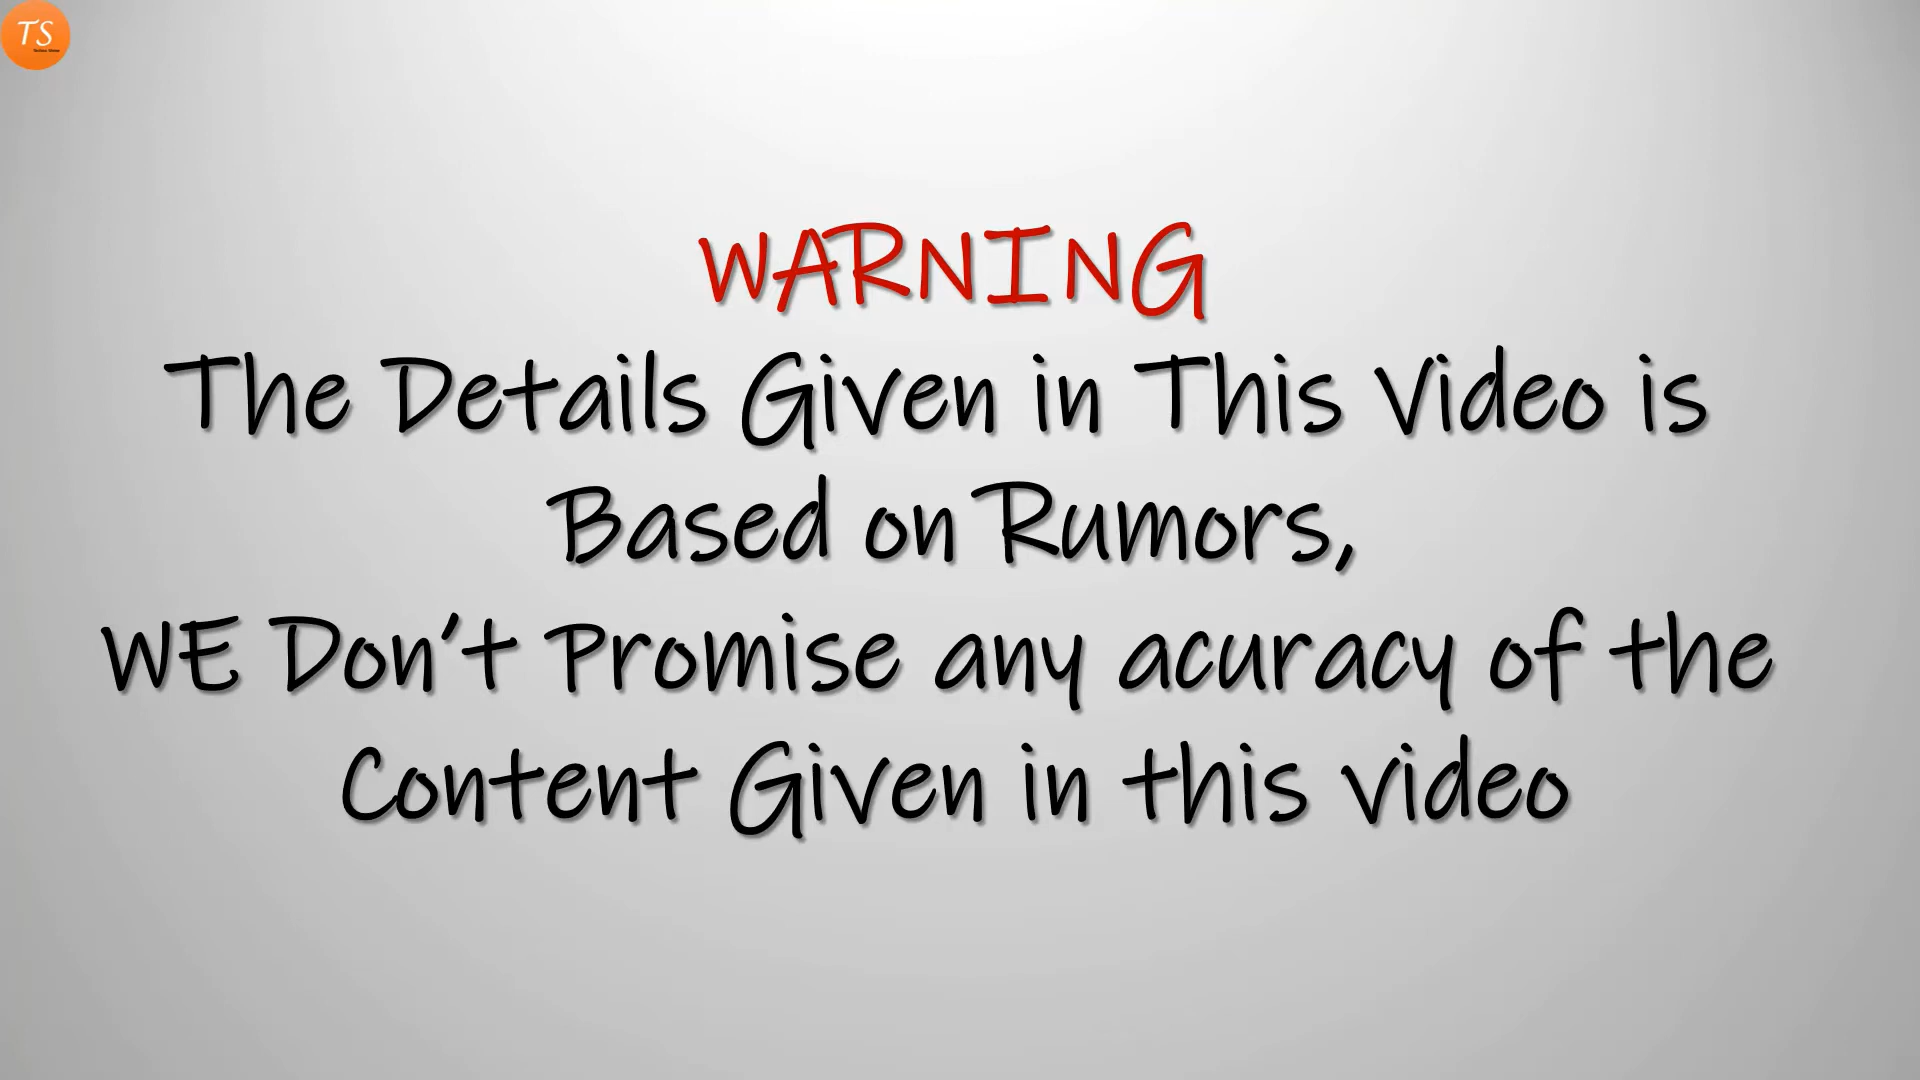 TS
WARNING
The Details Given in This Video is
Based on Rumors,
WE Don't Promise any acuracy of the
Content Given in this video